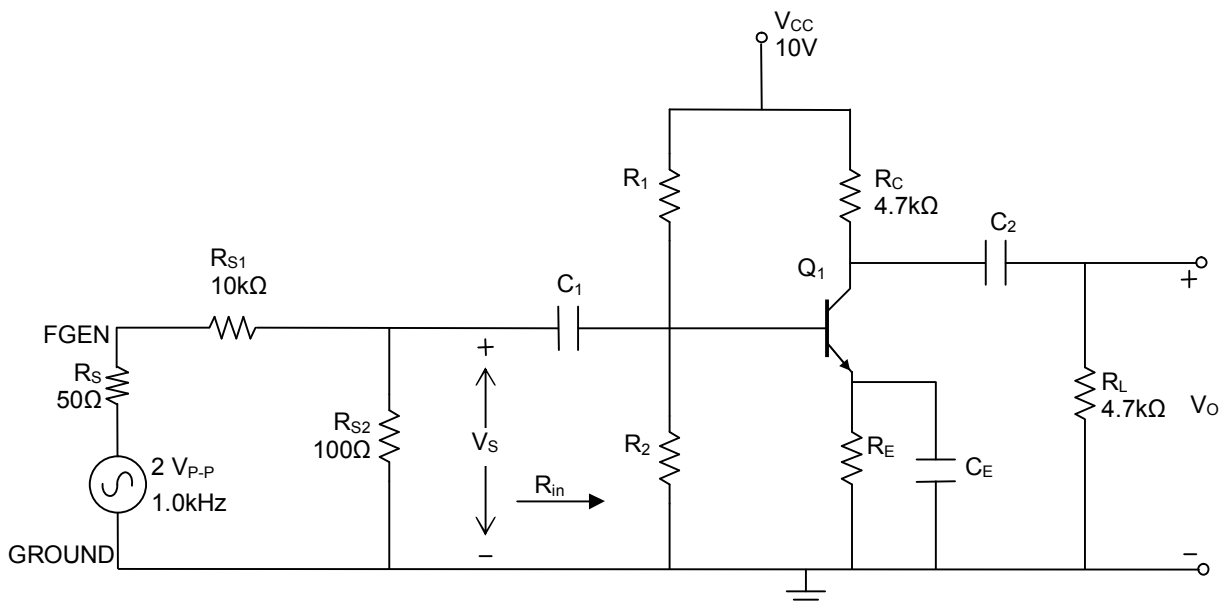 VCC
10V
R1
RC
4.7kΩ
C2
Q1
+
RS1
10kΩ
C1
FGEN
RS
50Ω
+
RL
4.7kΩ
VO
RS2
100Ω
VS
R2
RE
CE
2 VP-P
1.0kHz
Rin
GROUND
−
−